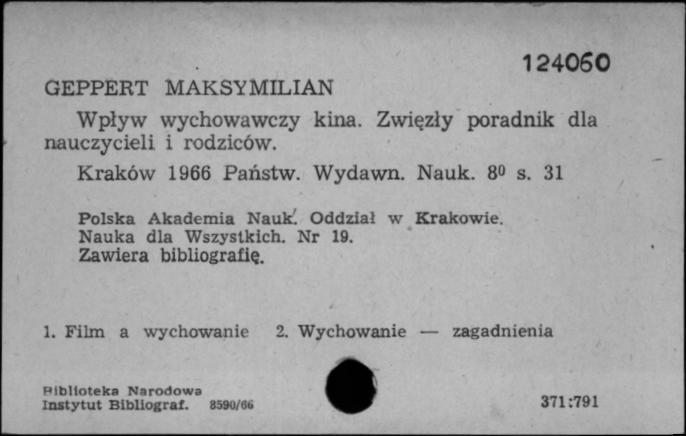 124060
GEPPERT MAKSYMILIAN
Wpływ wychowawczy kina. Zwięzły poradnik dla
nauczycieli i rodziców.
Kraków 1966 Państw. Wydawn. Nauk. 8⁰ s. 31
Polska Akademia Nauk. Oddział w Krakowie.
Nauka dla Wszystkich. Nr 19.
Zawiera bibliografię.
1. Film a wychowanie 2. Wychowanie — zagadnienia
Biblioteka Narodowa
Instytut Bibliograf. 8590/66
371:791